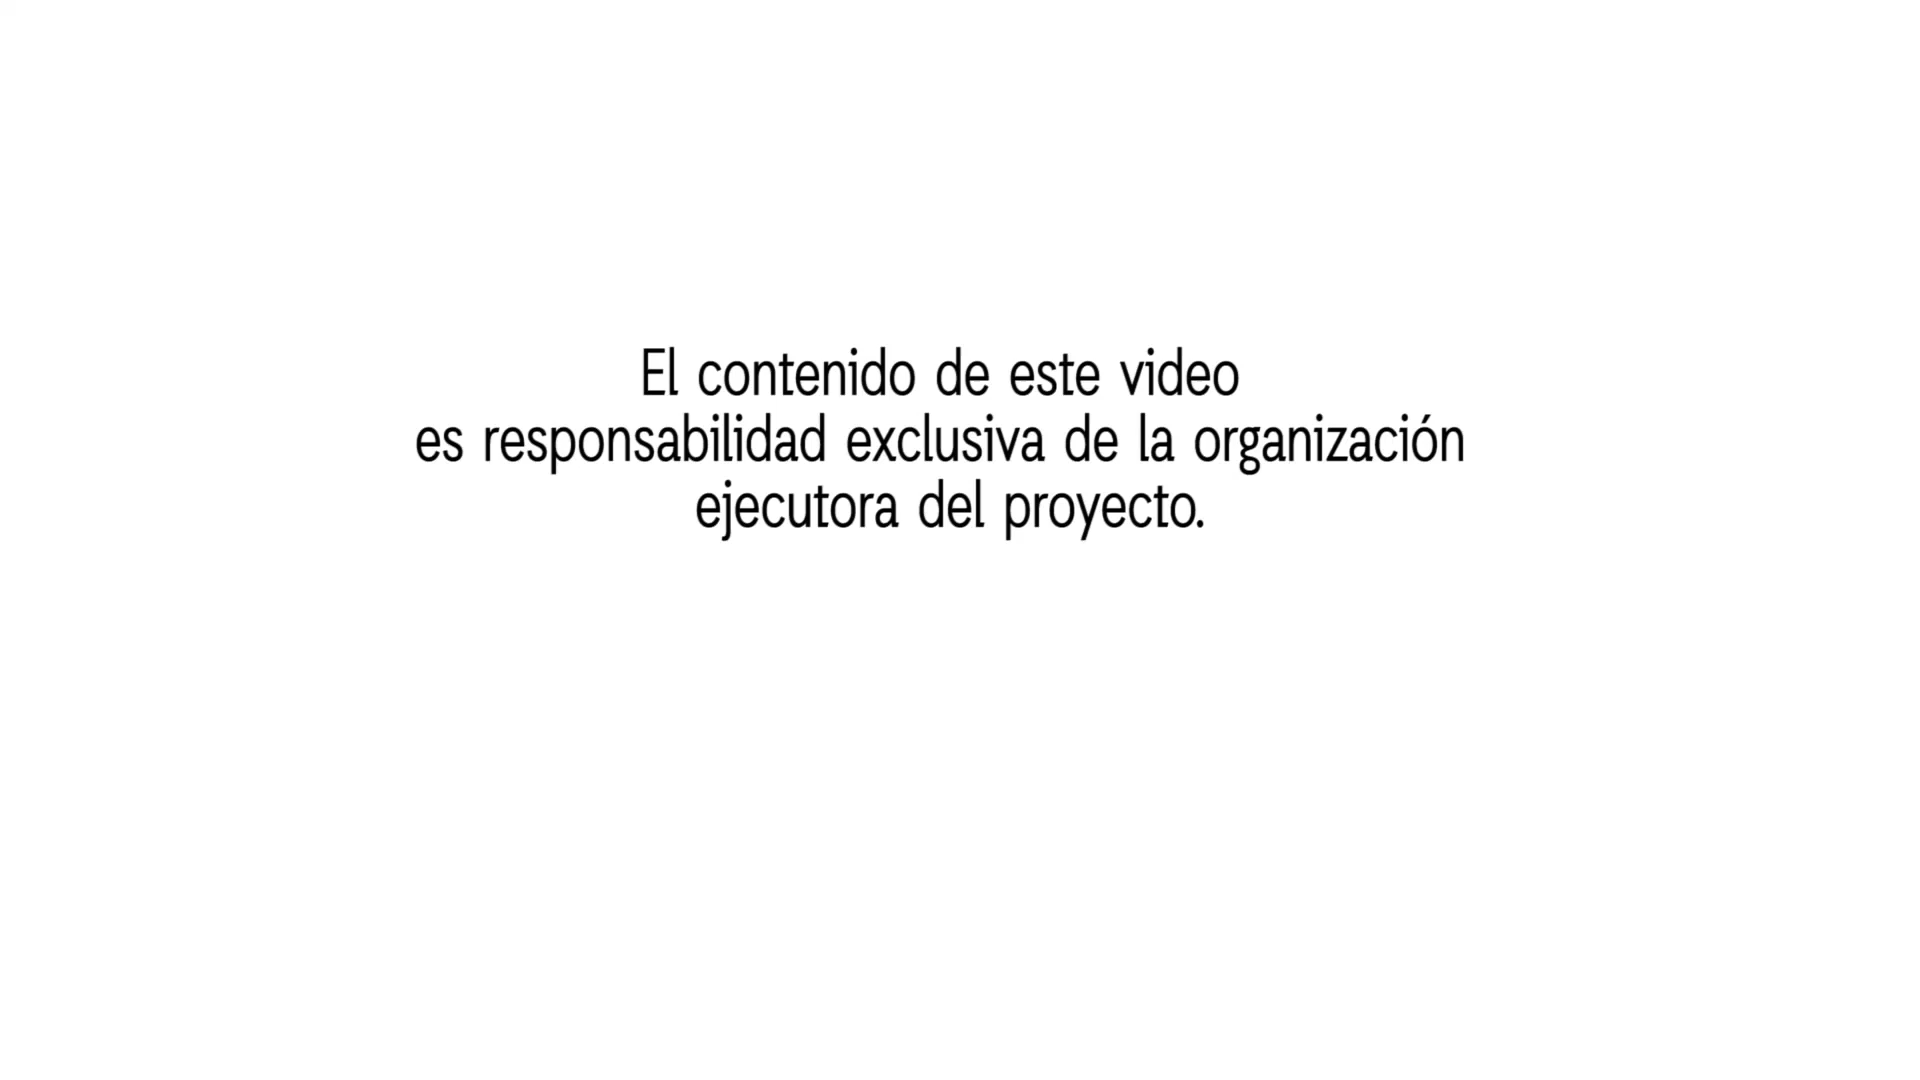 El contenido de este video
es responsabilidad exclusiva de la organización
ejecutora del proyecto.